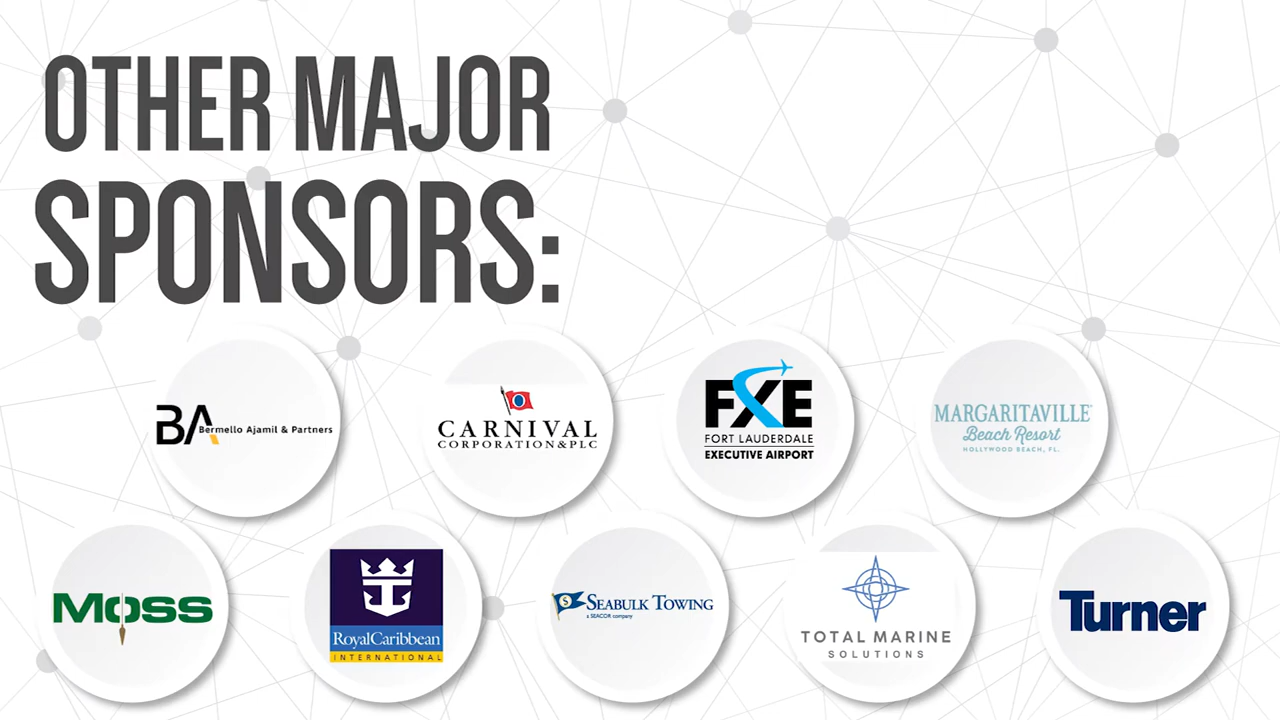 OTHER MAJOR
SPONSORS:
BA Bermello Ajamil & Partners
CARNIVAL
CORPORATION&PLC
FXE
FORT LAUDERDALE
EXECUTIVE AIRPORT
MARGARITAVILLE
Beach Resort
HOLLYWOOD BEACH, FL.
MOSS
RoyalCaribbean
INTERNATIONAL
S SEABULK TOWING
a SEACOR company
TOTAL MARINE
SOLUTIONS
Turner